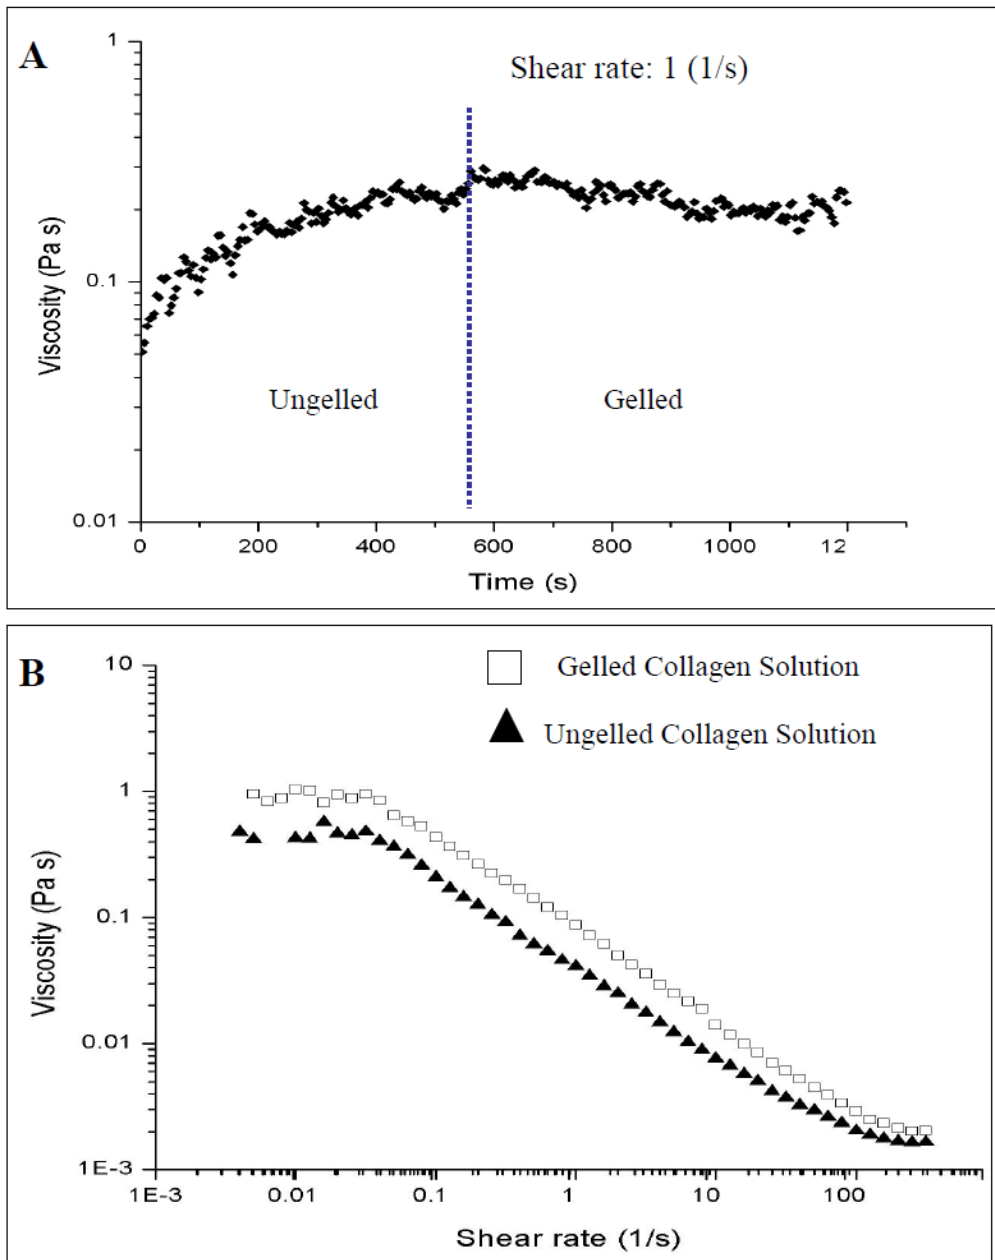 A
Shear rate: 1 (1/s)
1
0.1
0.01
Viscosity (Pa s)
Ungelled
Gelled
0
200
400
600
800
1000
12
Time (s)
B
Gelled Collagen Solution
Ungelled Collagen Solution
10
1
0.1
0.01
1E-3
Viscosity (Pa s)
1E-3
0.01
0.1
1
10
100
Shear rate (1/s)